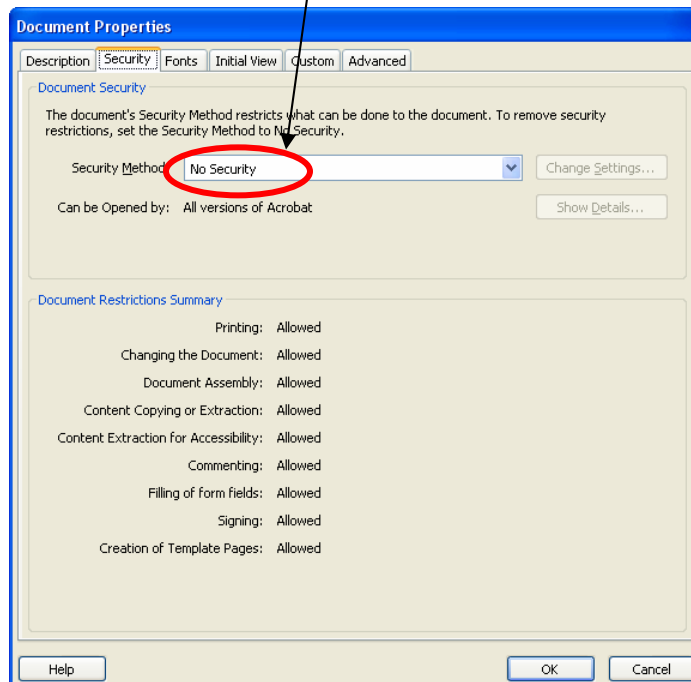 Document Properties
Description Security Fonts Initial View Custom Advanced
Document Security
The document's Security Method restricts what can be done to the document. To remove security
restrictions, set the Security Method to No Security.
Security Method: No Security Change Settings...
Can be Opened by: All versions of Acrobat Show Details...
Document Restrictions Summary
Printing: Allowed
Changing the Document: Allowed
Document Assembly: Allowed
Content Copying or Extraction: Allowed
Content Extraction for Accessibility: Allowed
Commenting: Allowed
Filling of form fields: Allowed
Signing: Allowed
Creation of Template Pages: Allowed
Help OK Cancel